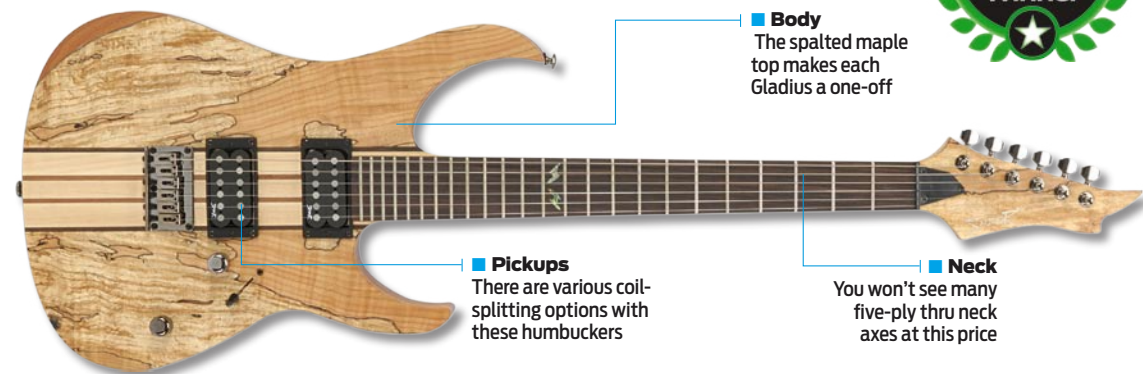 Body
The spalted maple
top makes each
Gladius a one-off
Pickups
There are various coil-
splitting options with
these humbuckers
Neck
You won’t see many
five-ply thru neck
axes at this price